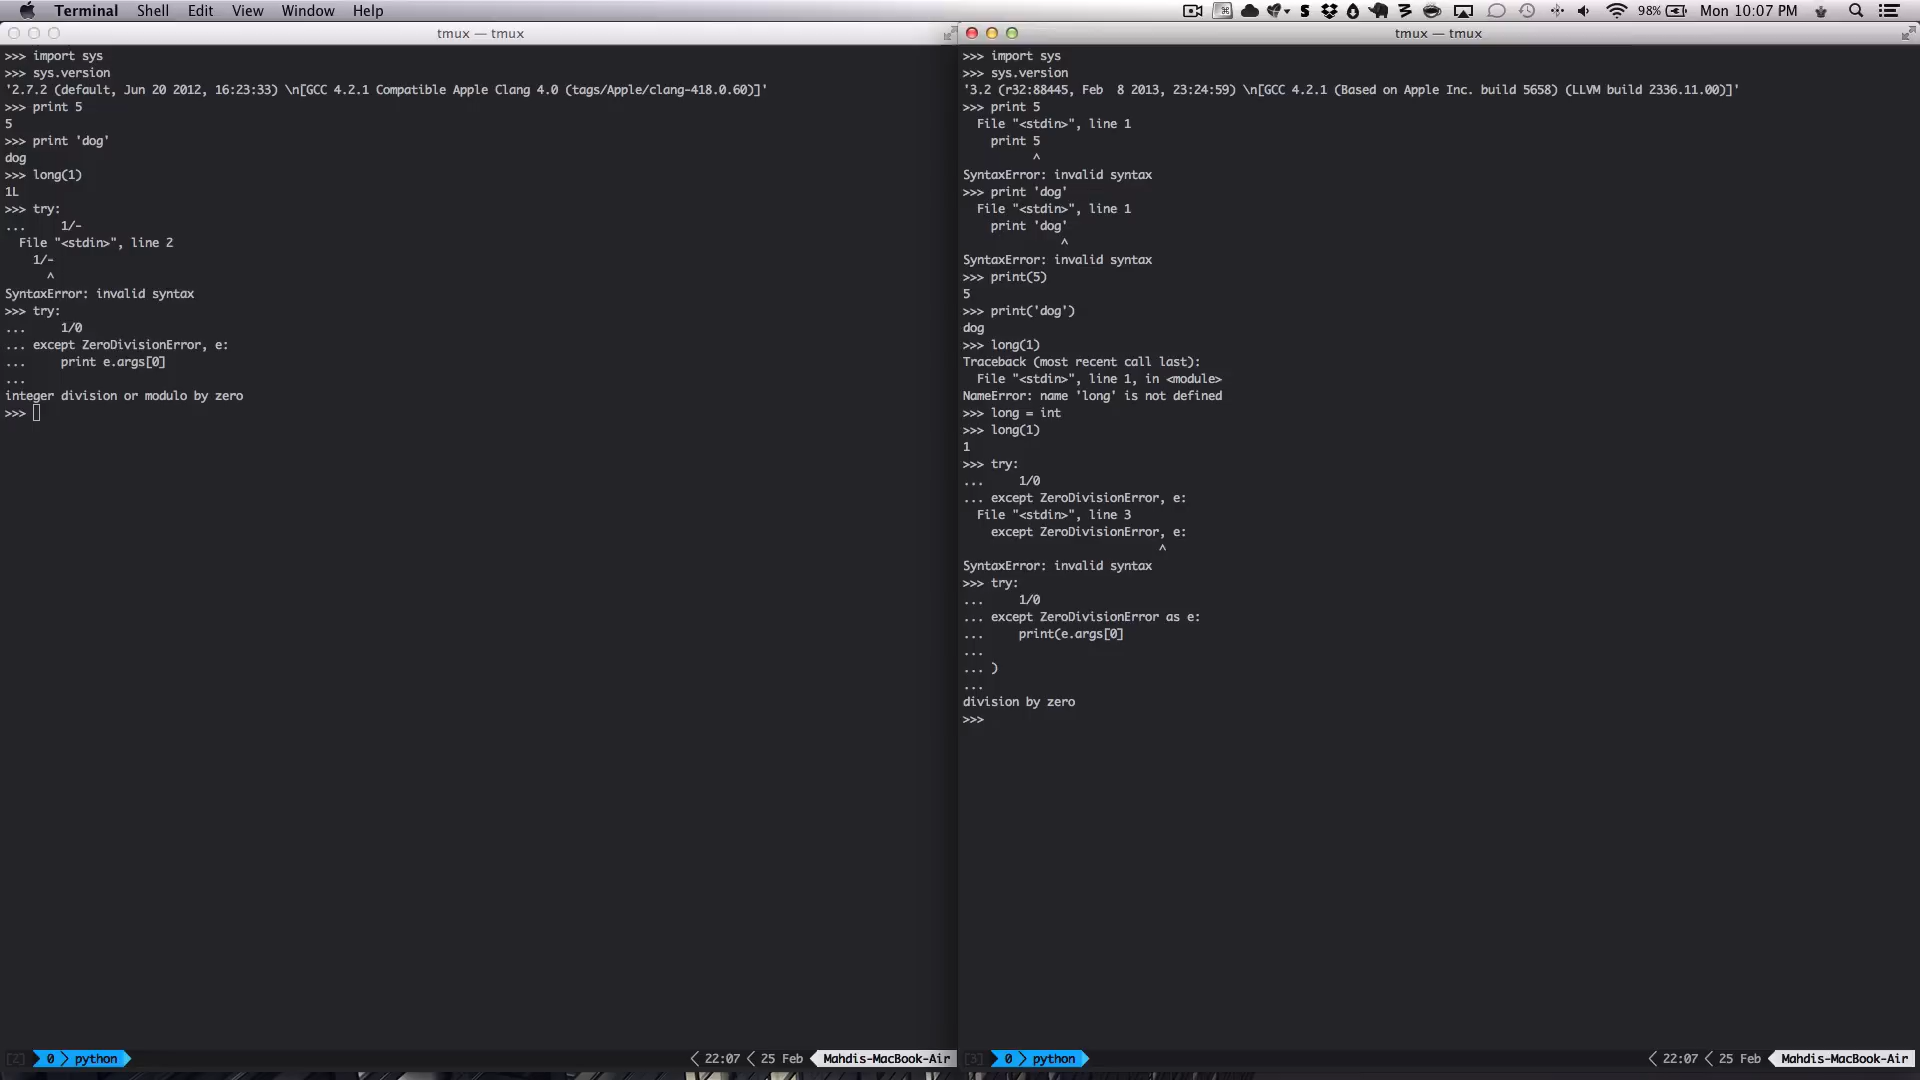 Terminal Shell Edit View Window Help
98% Mon 10:07 PM
tmux — tmux
>>> import sys
>>> sys.version
'2.7.2 (default, Jun 20 2012, 16:23:33) \n[GCC 4.2.1 Compatible Apple Clang 4.0 (tags/Apple/clang-418.0.60)]'
>>> print 5
5
>>> print 'dog'
dog
>>> long(1)
1L
>>> try:
...     1/-
  File "<stdin>", line 2
    1/-
      ^
SyntaxError: invalid syntax
>>> try:
...     1/0
... except ZeroDivisionError, e:
...     print e.args[0]
...
integer division or modulo by zero
>>>
[2] 0 python
22:07 25 Feb Mahdis-MacBook-Air
tmux — tmux
>>> import sys
>>> sys.version
'3.2 (r32:88445, Feb  8 2013, 23:24:59) \n[GCC 4.2.1 (Based on Apple Inc. build 5658) (LLVM build 2336.11.00)]'
>>> print 5
  File "<stdin>", line 1
    print 5
          ^
SyntaxError: invalid syntax
>>> print 'dog'
  File "<stdin>", line 1
    print 'dog'
              ^
SyntaxError: invalid syntax
>>> print(5)
5
>>> print('dog')
dog
>>> long(1)
Traceback (most recent call last):
  File "<stdin>", line 1, in <module>
NameError: name 'long' is not defined
>>> long = int
>>> long(1)
1
>>> try:
...     1/0
... except ZeroDivisionError, e:
  File "<stdin>", line 3
    except ZeroDivisionError, e:
                            ^
SyntaxError: invalid syntax
>>> try:
...     1/0
... except ZeroDivisionError as e:
...     print(e.args[0]
...
... )
...
division by zero
>>>
[3] 0 python
22:07 25 Feb Mahdis-MacBook-Air